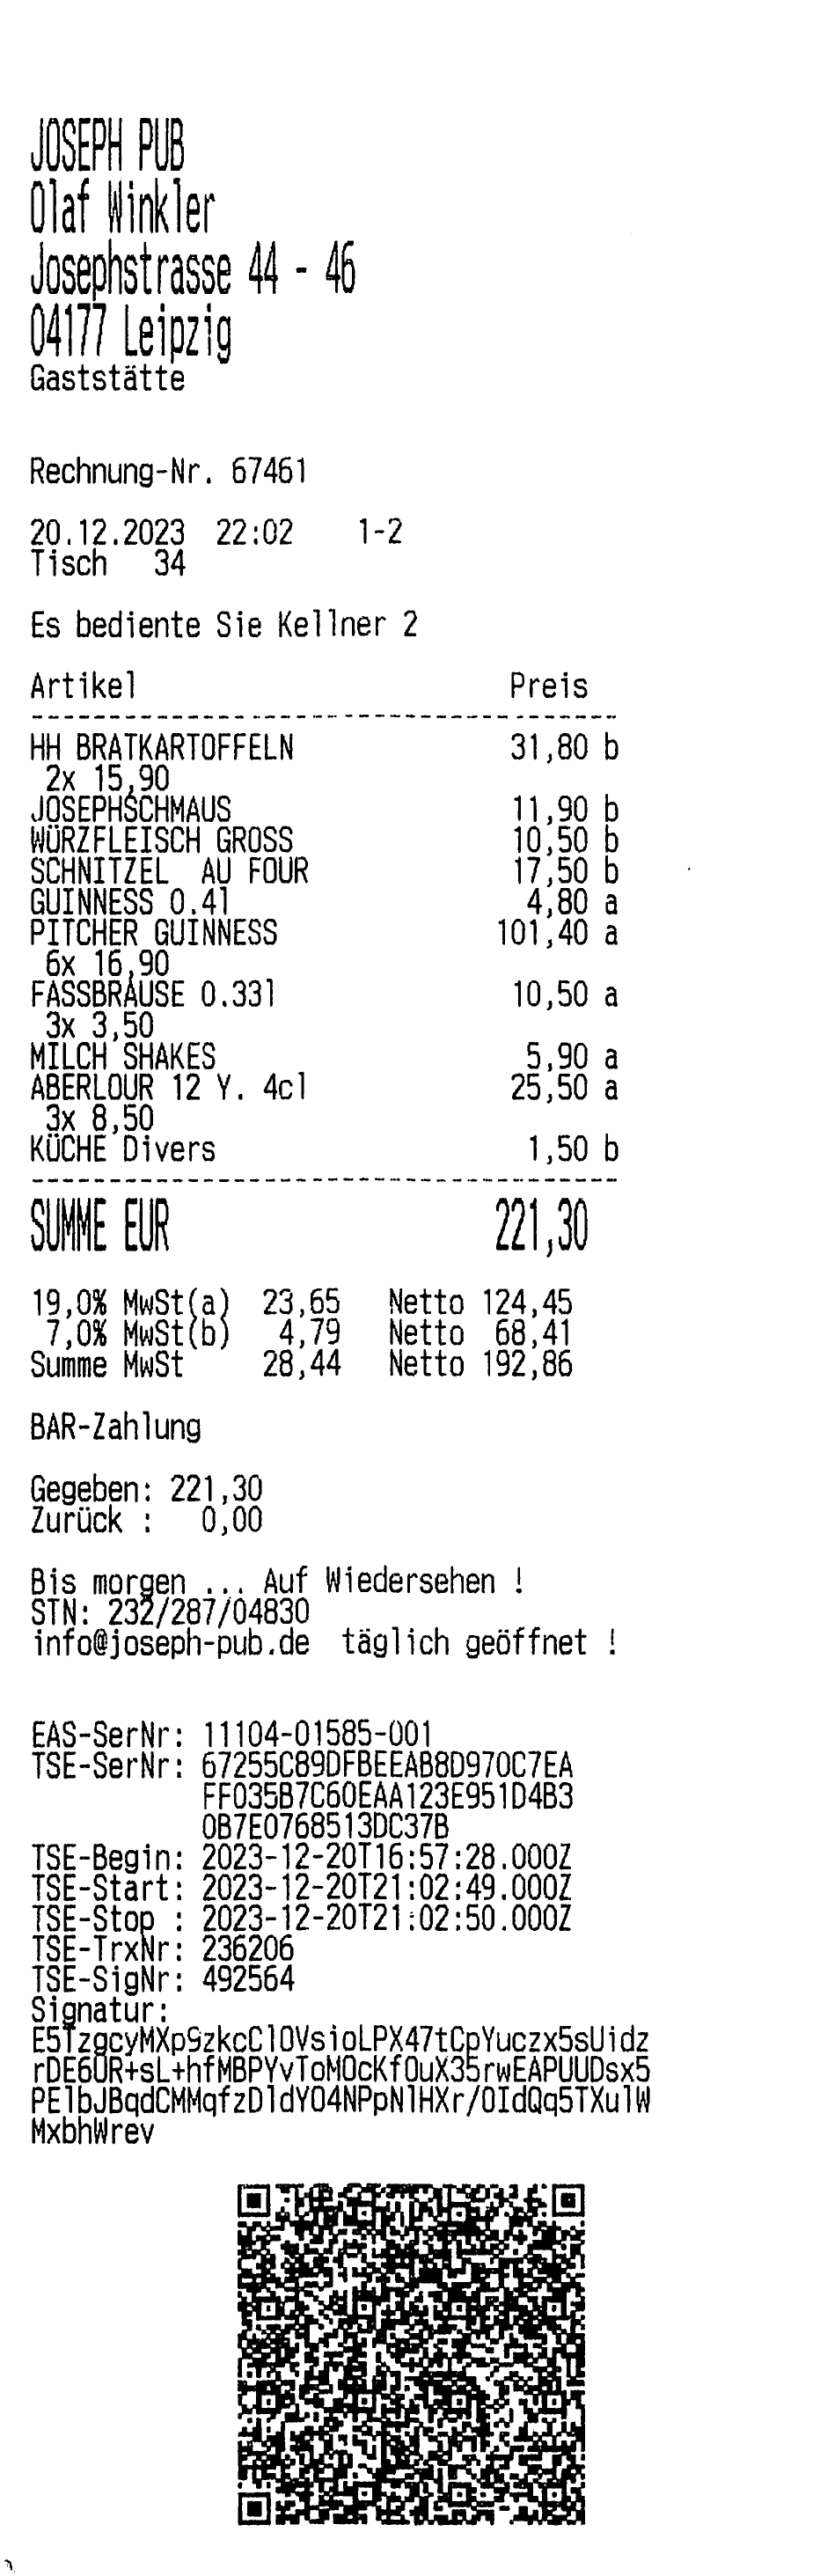 JOSEPH PUB
Olaf Winkler
Josephstrasse 44 - 46
04177 Leipzig
Gaststätte
Rechnung-Nr. 67461
20.12.2023 22:02 1-2
Tisch 34
Es bediente Sie Kellner 2
Artikel Preis
HH BRATKARTOFFELN 31,80 b
2x 15,90
JOSEPHSCHMAUS 11,90 b
WÜRZFLEISCH GROSS 10,50 b
SCHNITZEL AU FOUR 17,50 b
GUINNESS 0.4l 4,80 a
PITCHER GUINNESS 101,40 a
6x 16,90
FASSBRAUSE 0.33l 10,50 a
3x 3,50
MILCH SHAKES 5,90 a
ABERLOUR 12 Y. 4cl 25,50 a
3x 8,50
KÜCHE Divers 1,50 b
SUMME EUR 221,30
19,0% MwSt(a) 23,65 Netto 124,45
7,0% MwSt(b) 4,79 Netto 68,41
Summe MwSt 28,44 Netto 192,86
BAR-Zahlung
Gegeben: 221,30
Zurück : 0,00
Bis morgen ... Auf Wiedersehen !
STN: 232/287/04830
info@joseph-pub.de täglich geöffnet !
EAS-SerNr: 11104-01585-001
TSE-SerNr: 67255C89DFBEEAB8D970C7EA
FF035B7C60EAA123E951D4B3
0B7E0768513DC37B
TSE-Begin: 2023-12-20T16:57:28.000Z
TSE-Start: 2023-12-20T21:02:49.000Z
TSE-Stop : 2023-12-20T21:02:50.000Z
TSE-TrxNr: 236206
TSE-SigNr: 492564
Signatur:
E5TzgcyMXp9zkcClOVsioLPX47tCpYuczx5sUidz
rDE6UR+sL+hfMBPYvToM0cKfOuX35rwEAPUUDsx5
PElbJBqdCMMqfzDldYO4NPpNlHXr/0IdQq5TXulW
MxbhWrev